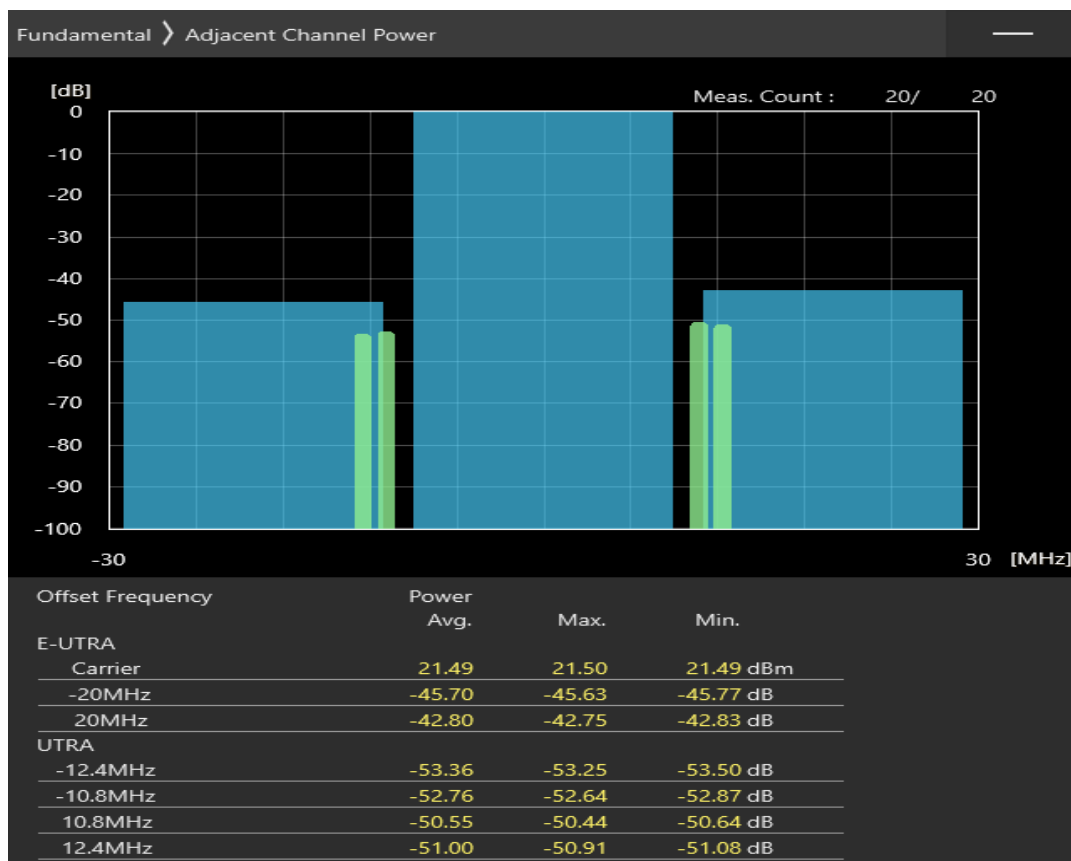 Fundamental ❯ Adjacent Channel Power
[dB]
Meas. Count : 20/ 20
0
-10
-20
-30
-40
-50
-60
-70
-80
-90
-100
-30 30 [MHz]
Offset Frequency Power
Avg. Max. Min.
E-UTRA
Carrier 21.49 21.50 21.49 dBm
-20MHz -45.70 -45.63 -45.77 dB
20MHz -42.80 -42.75 -42.83 dB
UTRA
-12.4MHz -53.36 -53.25 -53.50 dB
-10.8MHz -52.76 -52.64 -52.87 dB
10.8MHz -50.55 -50.44 -50.64 dB
12.4MHz -51.00 -50.91 -51.08 dB